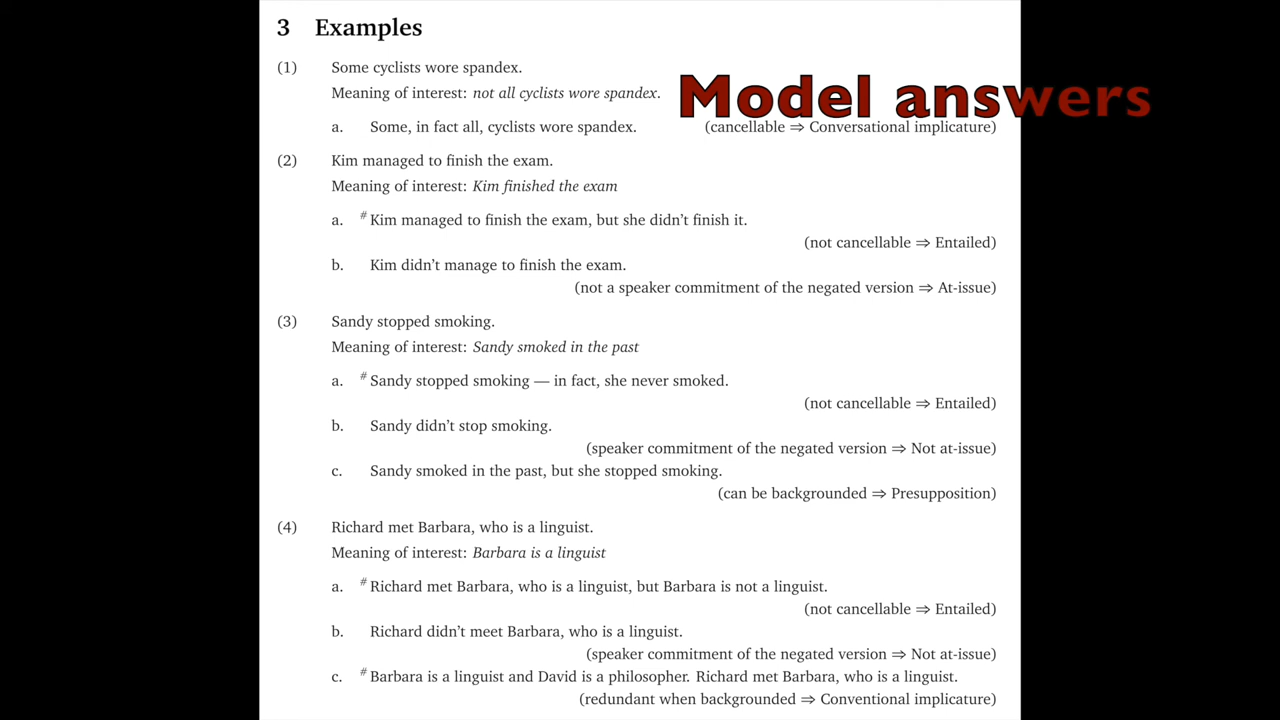 3 Examples
(1) Some cyclists wore spandex.
Meaning of interest: not all cyclists wore spandex.
Model answers
a. Some, in fact all, cyclists wore spandex. (cancellable ⇒ Conversational implicature)
(2) Kim managed to finish the exam.
Meaning of interest: Kim finished the exam
a. #Kim managed to finish the exam, but she didn't finish it.
(not cancellable ⇒ Entailed)
b. Kim didn't manage to finish the exam.
(not a speaker commitment of the negated version ⇒ At-issue)
(3) Sandy stopped smoking.
Meaning of interest: Sandy smoked in the past
a. #Sandy stopped smoking — in fact, she never smoked.
(not cancellable ⇒ Entailed)
b. Sandy didn't stop smoking.
(speaker commitment of the negated version ⇒ Not at-issue)
c. Sandy smoked in the past, but she stopped smoking.
(can be backgrounded ⇒ Presupposition)
(4) Richard met Barbara, who is a linguist.
Meaning of interest: Barbara is a linguist
a. #Richard met Barbara, who is a linguist, but Barbara is not a linguist.
(not cancellable ⇒ Entailed)
b. Richard didn't meet Barbara, who is a linguist.
(speaker commitment of the negated version ⇒ Not at-issue)
c. #Barbara is a linguist and David is a philosopher. Richard met Barbara, who is a linguist.
(redundant when backgrounded ⇒ Conventional implicature)